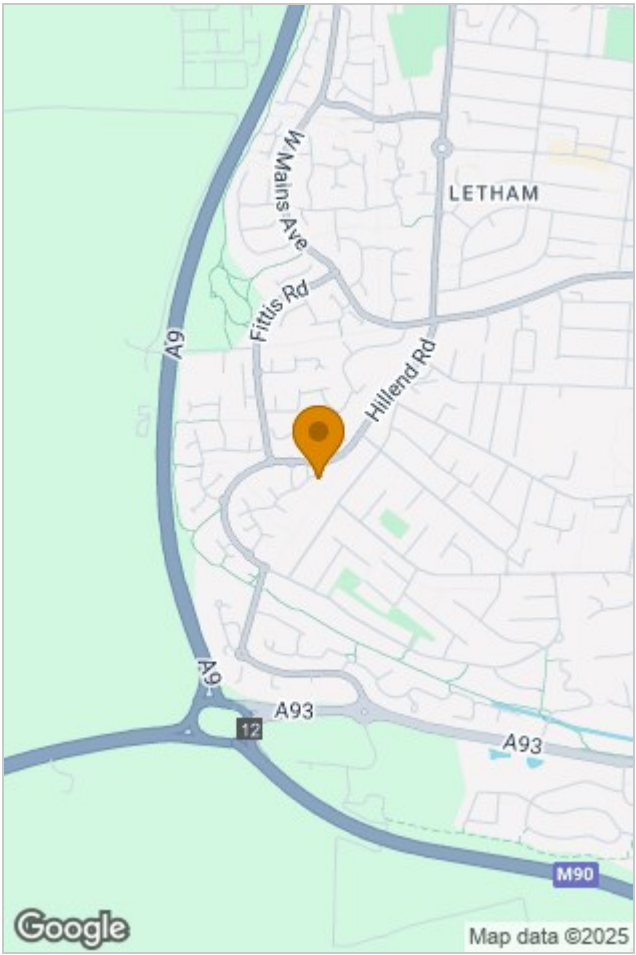 W Mains Ave
LETHAM
Fittis Rd
A9
Hillend Rd
A9
A93
12
A93
M90
Google
Map data ©2025